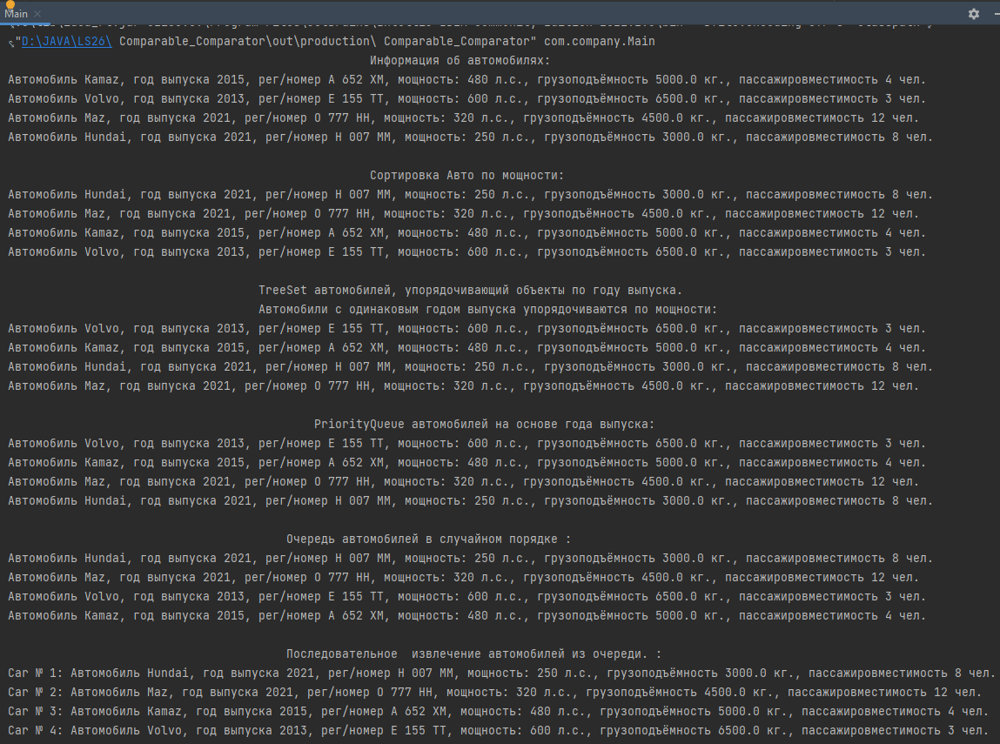 Main
"D:\JAVA\LS26\ Comparable_Comparator\out\production\ Comparable_Comparator" com.company.Main
Информация об автомобилях:
Автомобиль Kamaz, год выпуска 2015, рег/номер А 652 ХМ, мощность: 480 л.с., грузоподъёмность 5000.0 кг., пассажировместимость 4 чел.
Автомобиль Volvo, год выпуска 2013, рег/номер Е 155 ТТ, мощность: 600 л.с., грузоподъёмность 6500.0 кг., пассажировместимость 3 чел.
Автомобиль Maz, год выпуска 2021, рег/номер О 777 НН, мощность: 320 л.с., грузоподъёмность 4500.0 кг., пассажировместимость 12 чел.
Автомобиль Hundai, год выпуска 2021, рег/номер Н 007 ММ, мощность: 250 л.с., грузоподъёмность 3000.0 кг., пассажировместимость 8 чел.
Сортировка Авто по мощности:
Автомобиль Hundai, год выпуска 2021, рег/номер Н 007 ММ, мощность: 250 л.с., грузоподъёмность 3000.0 кг., пассажировместимость 8 чел.
Автомобиль Maz, год выпуска 2021, рег/номер О 777 НН, мощность: 320 л.с., грузоподъёмность 4500.0 кг., пассажировместимость 12 чел.
Автомобиль Kamaz, год выпуска 2015, рег/номер А 652 ХМ, мощность: 480 л.с., грузоподъёмность 5000.0 кг., пассажировместимость 4 чел.
Автомобиль Volvo, год выпуска 2013, рег/номер Е 155 ТТ, мощность: 600 л.с., грузоподъёмность 6500.0 кг., пассажировместимость 3 чел.
TreeSet автомобилей, упорядочивающий объекты по году выпуска.
Автомобили с одинаковым годом выпуска упорядочиваются по мощности:
Автомобиль Volvo, год выпуска 2013, рег/номер Е 155 ТТ, мощность: 600 л.с., грузоподъёмность 6500.0 кг., пассажировместимость 3 чел.
Автомобиль Kamaz, год выпуска 2015, рег/номер А 652 ХМ, мощность: 480 л.с., грузоподъёмность 5000.0 кг., пассажировместимость 4 чел.
Автомобиль Hundai, год выпуска 2021, рег/номер Н 007 ММ, мощность: 250 л.с., грузоподъёмность 3000.0 кг., пассажировместимость 8 чел.
Автомобиль Maz, год выпуска 2021, рег/номер О 777 НН, мощность: 320 л.с., грузоподъёмность 4500.0 кг., пассажировместимость 12 чел.
PriorityQueue автомобилей на основе года выпуска:
Автомобиль Volvo, год выпуска 2013, рег/номер Е 155 ТТ, мощность: 600 л.с., грузоподъёмность 6500.0 кг., пассажировместимость 3 чел.
Автомобиль Kamaz, год выпуска 2015, рег/номер А 652 ХМ, мощность: 480 л.с., грузоподъёмность 5000.0 кг., пассажировместимость 4 чел.
Автомобиль Maz, год выпуска 2021, рег/номер О 777 НН, мощность: 320 л.с., грузоподъёмность 4500.0 кг., пассажировместимость 12 чел.
Автомобиль Hundai, год выпуска 2021, рег/номер Н 007 ММ, мощность: 250 л.с., грузоподъёмность 3000.0 кг., пассажировместимость 8 чел.
Очередь автомобилей в случайном порядке :
Автомобиль Hundai, год выпуска 2021, рег/номер Н 007 ММ, мощность: 250 л.с., грузоподъёмность 3000.0 кг., пассажировместимость 8 чел.
Автомобиль Maz, год выпуска 2021, рег/номер О 777 НН, мощность: 320 л.с., грузоподъёмность 4500.0 кг., пассажировместимость 12 чел.
Автомобиль Volvo, год выпуска 2013, рег/номер Е 155 ТТ, мощность: 600 л.с., грузоподъёмность 6500.0 кг., пассажировместимость 3 чел.
Автомобиль Kamaz, год выпуска 2015, рег/номер А 652 ХМ, мощность: 480 л.с., грузоподъёмность 5000.0 кг., пассажировместимость 4 чел.
Последовательное  извлечение автомобилей из очереди. :
Car № 1: Автомобиль Hundai, год выпуска 2021, рег/номер Н 007 ММ, мощность: 250 л.с., грузоподъёмность 3000.0 кг., пассажировместимость 8 чел.
Car № 2: Автомобиль Maz, год выпуска 2021, рег/номер О 777 НН, мощность: 320 л.с., грузоподъёмность 4500.0 кг., пассажировместимость 12 чел.
Car № 3: Автомобиль Kamaz, год выпуска 2015, рег/номер А 652 ХМ, мощность: 480 л.с., грузоподъёмность 5000.0 кг., пассажировместимость 4 чел.
Car № 4: Автомобиль Volvo, год выпуска 2013, рег/номер Е 155 ТТ, мощность: 600 л.с., грузоподъёмность 6500.0 кг., пассажировместимость 3 чел.